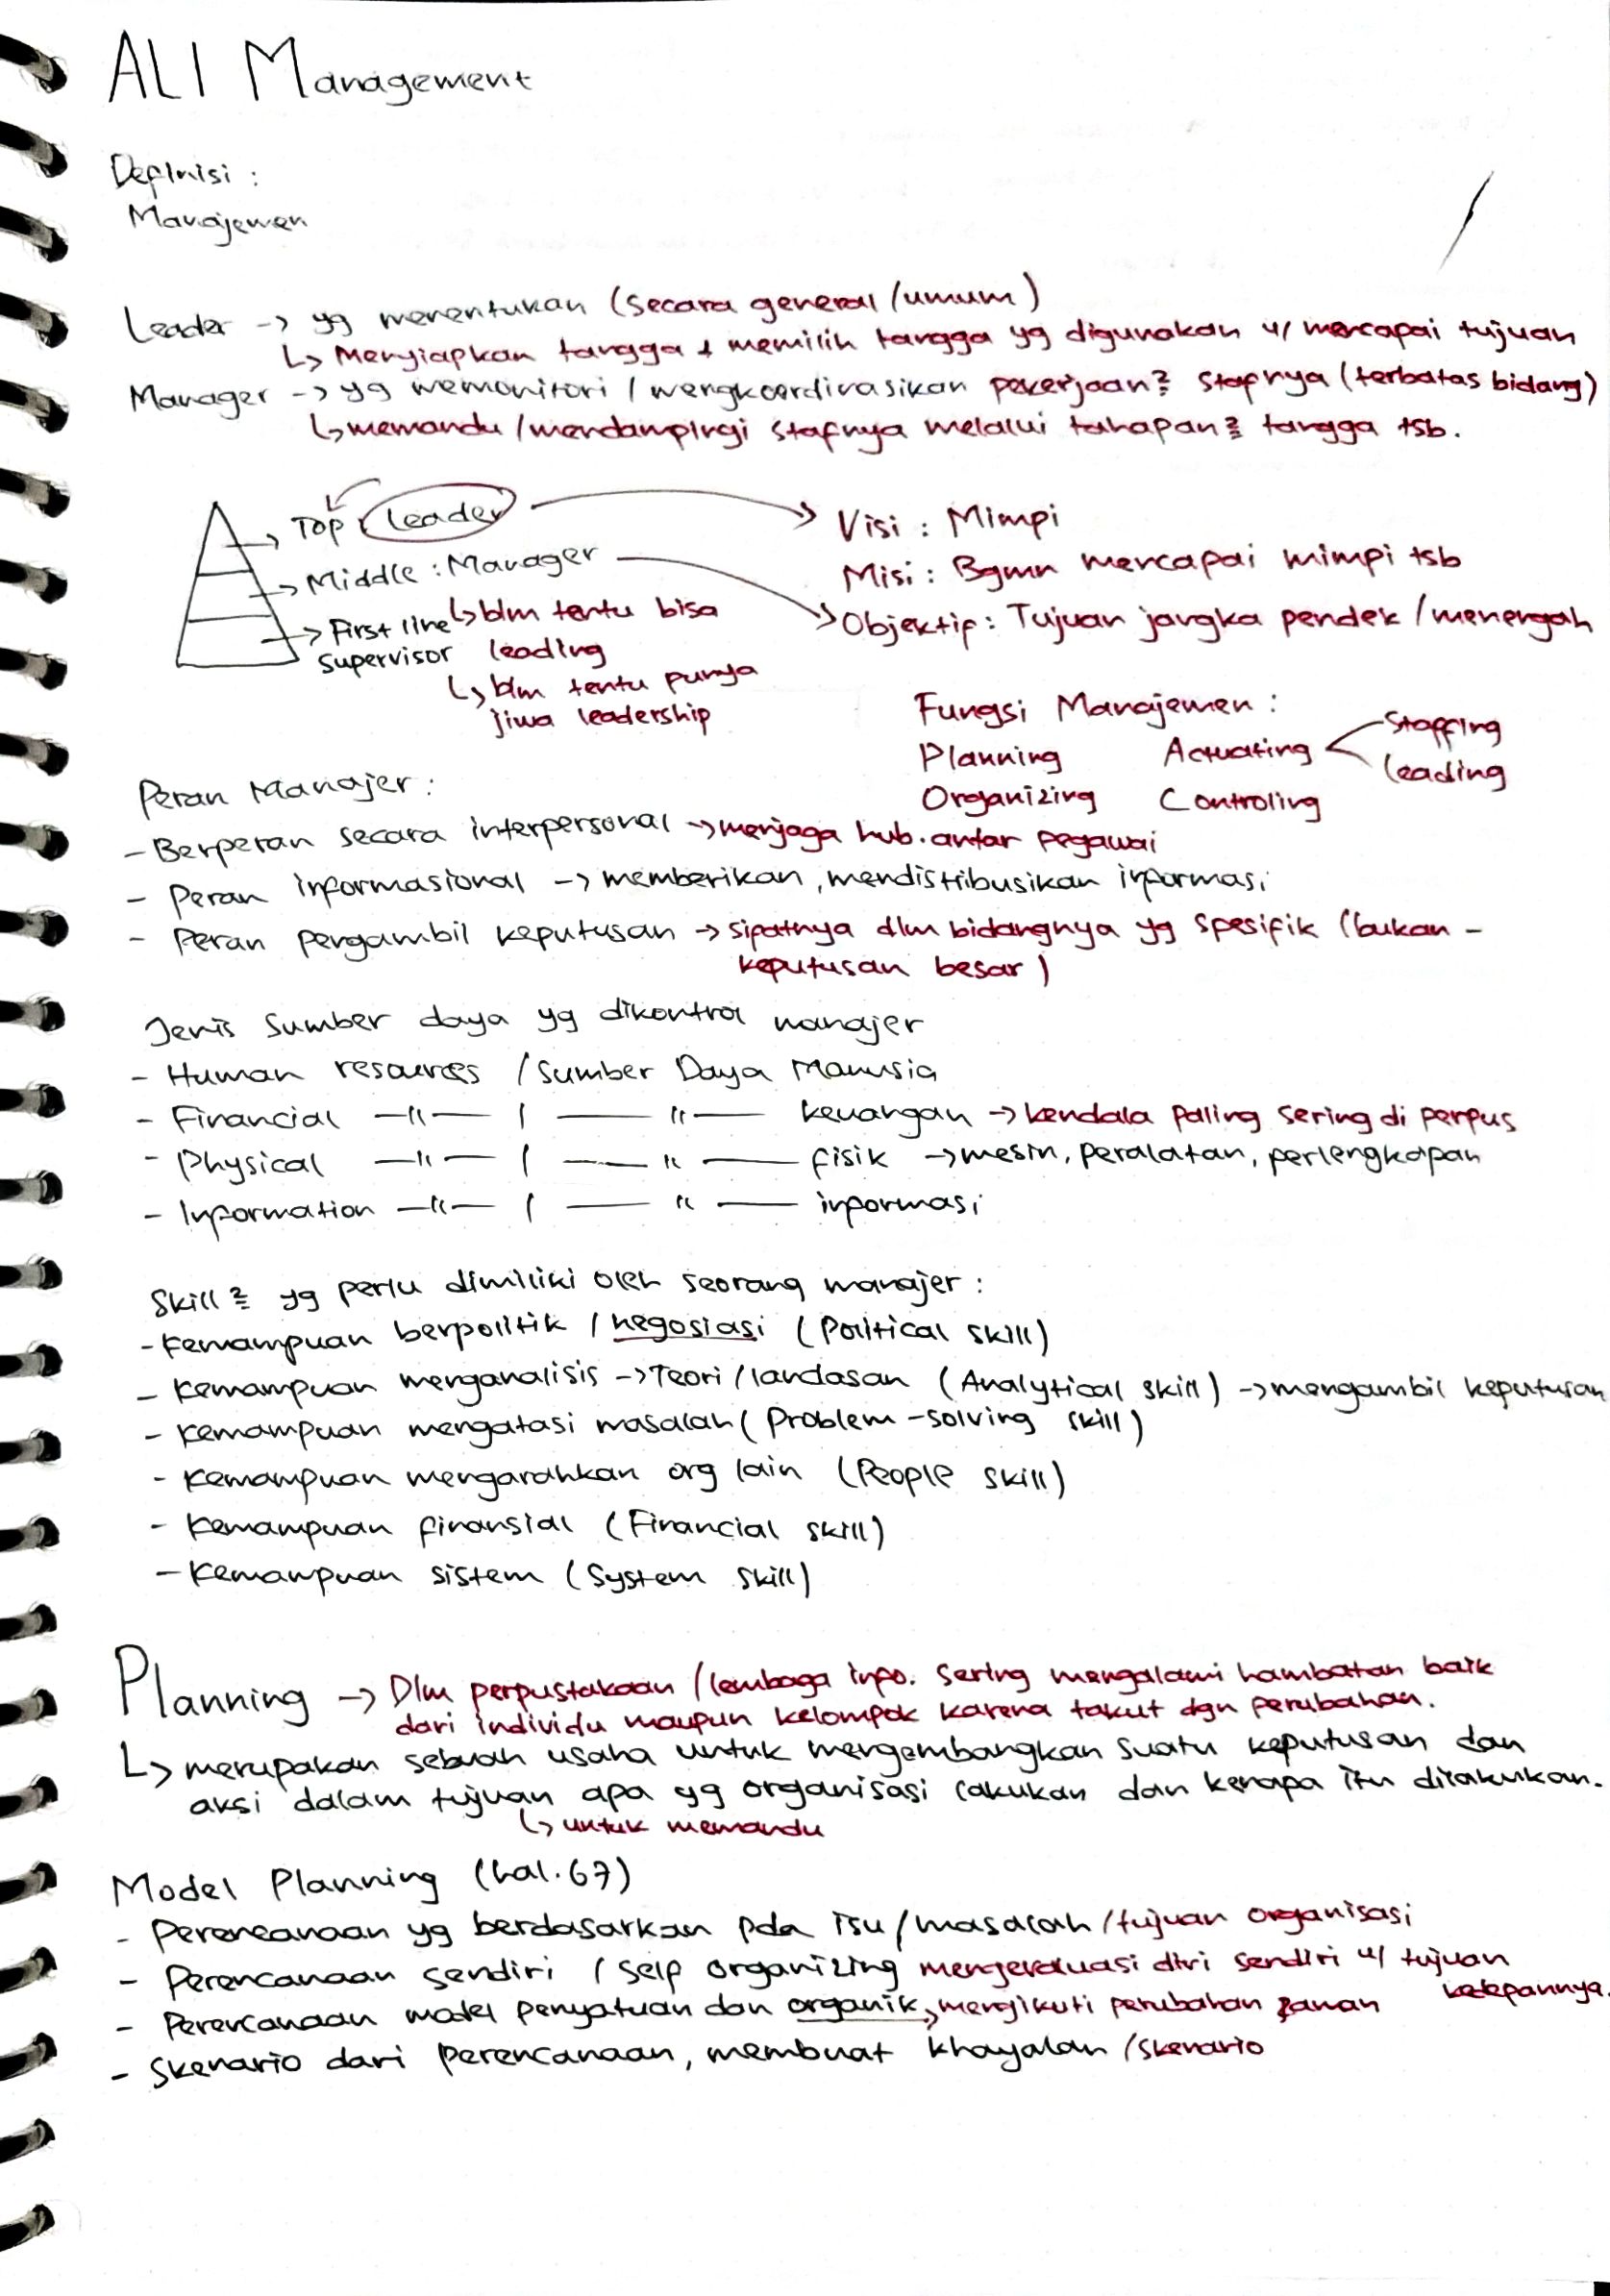 ALI Management
Definisi :
Manajemen
Leader -> yg menentukan (secara general/umum)
↳ Menyiapkan tangga + memilih tangga yg digunakan u/ mencapai tujuan
Manager -> yg memonitori / mengkoordinasikan pekerjaan² stafnya (terbatas bidang)
↳ memandu/mendampingi stafnya melalui tahapan² tangga tsb.
-> Top : Leader
-> Middle : Manager
↳ blm tentu bisa
leading
↳ blm tentu punya
jiwa leadership
-> First line
supervisor
Visi : Mimpi
Misi : Bgmn mencapai mimpi tsb
Objektif : Tujuan jangka pendek/menengah
Fungsi Manajemen :
Planning Actuating < Staffing
Leading
Organizing Controling
Peran Manajer :
- Berperan secara interpersonal -> menjaga hub. antar pegawai
- Peran informasional -> memberikan, mendistribusikan informasi
- Peran pengambil keputusan -> sifatnya dlm bidangnya yg spesifik (bukan -
keputusan besar)
Jenis sumber daya yg dikontrol manajer
- Human resources / Sumber Daya Manusia
- Financial —"— / —"— keuangan -> kendala paling sering di perpus
- Physical —"— / —"— fisik -> mesin, peralatan, perlengkapan
- Information —"— / —"— informasi
Skill² yg perlu dimiliki oleh seorang manajer :
- Kemampuan berpolitik / negosiasi (Political skill)
- Kemampuan menganalisis -> Teori/landasan (Analytical skill) -> mengambil keputusan
- Kemampuan mengatasi masalah (Problem-solving skill)
- Kemampuan mengarahkan org lain (People skill)
- Kemampuan finansial (Financial skill)
- Kemampuan sistem (System skill)
Planning -> Dlm perpustakaan /lembaga info. sering mengalami hambatan baik
dari individu maupun kelompok karena takut dgn perubahan.
↳ merupakan sebuah usaha untuk mengembangkan suatu keputusan dan
aksi dalam tujuan apa yg organisasi lakukan dan kenapa itu dilakukan.
↳ untuk memandu
Model Planning (hal. 67)
- Perencanaan yg berdasarkan pda isu/masalah/tujuan organisasi
- Perencanaan sendiri / self organizing mengevaluasi diri sendiri u/ tujuan
kedepannya.
- Perencanaan model penyatuan dan organik, mengikuti perubahan zaman
- Skenario dari perencanaan, membuat khayalan /skenario